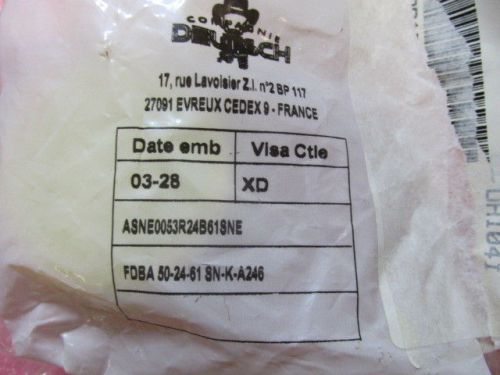 COMPAGNIE
DEUTSCH
17, rue Lavoisier Z.I. n°2 BP 117
27091 EVREUX CEDEX 9 - FRANCE
Date emb Visa Ctle
03-28 XD
ASNE0053R24B61SNE
FDBA 50-24-61 SN-K-A246